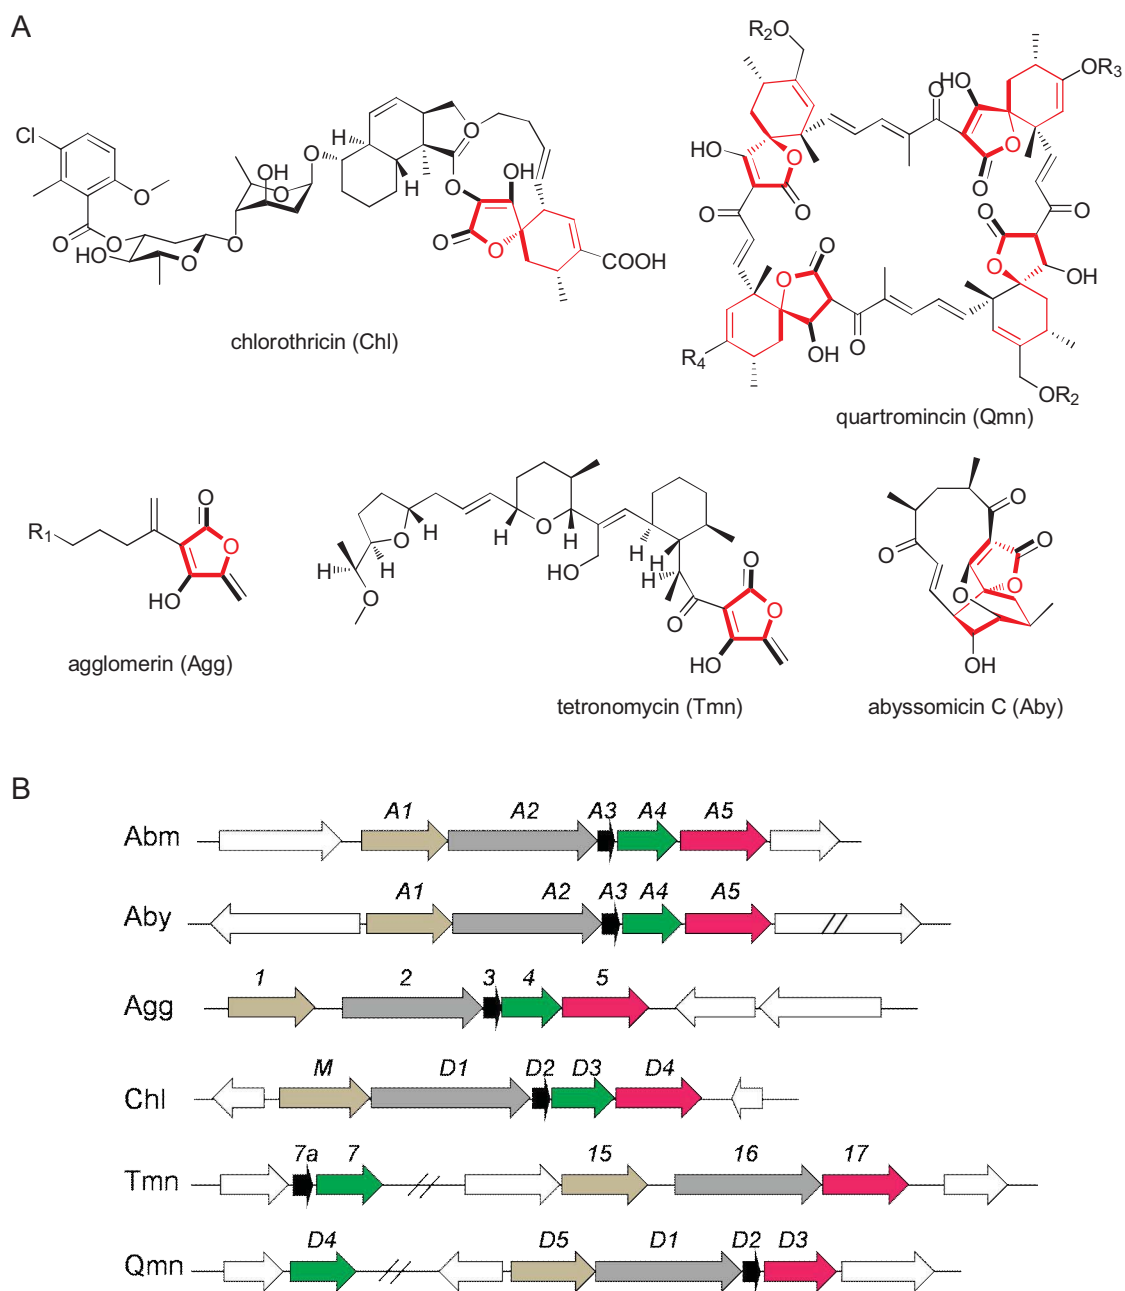 A
Cl
O
O
O
HO
O
O
OH
O
O
H
H
O
O
O
OH
O
O
COOH
chlorothricin (Chl)
R2O
OR3
HO
O
O
O
HO
O
O
O
O
O
O
O
OH
O
O
OH
O
R4
OR2
quartromincin (Qmn)
R1
O
O
HO
agglomerin (Agg)
H
O
H
H
O
O
H
HO
H
H
H
O
O
O
HO
tetronomycin (Tmn)
O
O
O
O
O
OH
abyssomicin C (Aby)
B
Abm A1 A2 A3 A4 A5
Aby A1 A2 A3 A4 A5
Agg 1 2 3 4 5
Chl M D1 D2 D3 D4
Tmn 7a 7 15 16 17
Qmn D4 D5 D1 D2 D3